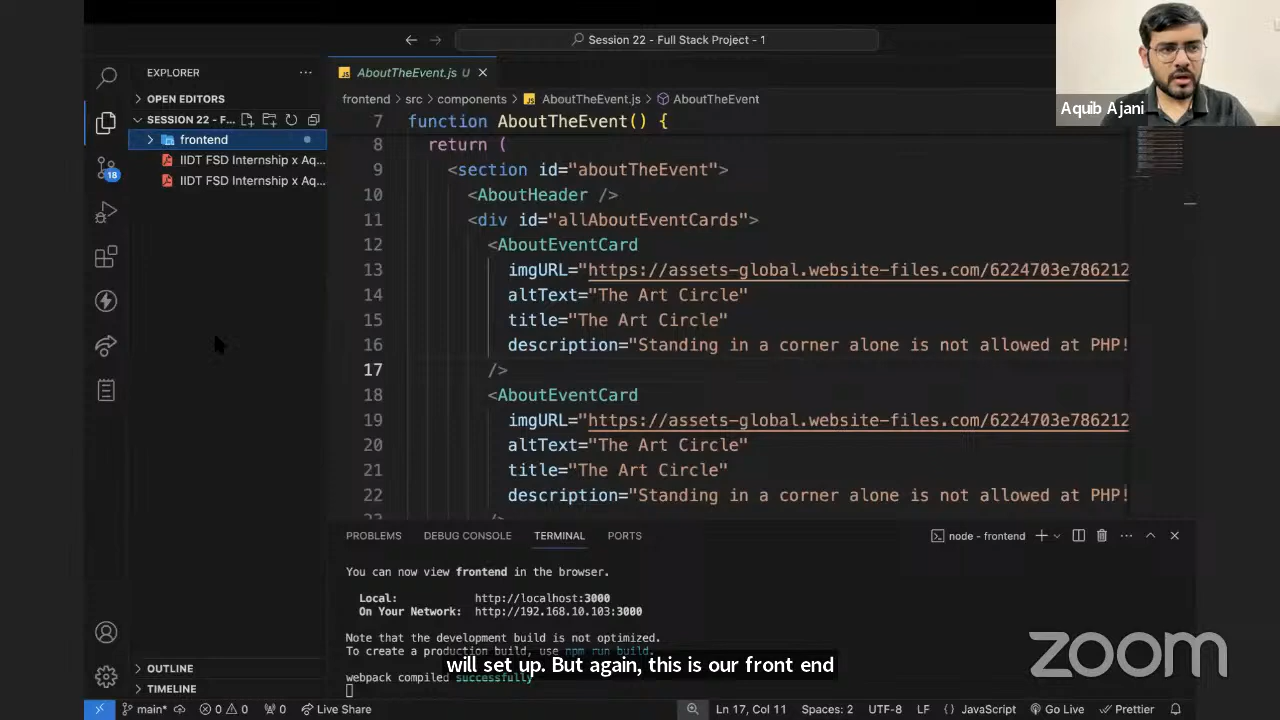 Session 22 - Full Stack Project - 1
Aquib Ajani
EXPLORER
OPEN EDITORS
SESSION 22 - F...
frontend
IIDT FSD Internship x Aq...
IIDT FSD Internship x Aq...
OUTLINE
TIMELINE
18
JS AboutTheEvent.js U
frontend > src > components > JS AboutTheEvent.js > AboutTheEvent
7 function AboutTheEvent() {
8 return (
9 <section id="aboutTheEvent">
10 <AboutHeader />
11 <div id="allAboutEventCards">
12 <AboutEventCard
13 imgURL="https://assets-global.website-files.com/6224703e786212
14 altText="The Art Circle"
15 title="The Art Circle"
16 description="Standing in a corner alone is not allowed at PHP!
17 />
18 <AboutEventCard
19 imgURL="https://assets-global.website-files.com/6224703e786212
20 altText="The Art Circle"
21 title="The Art Circle"
22 description="Standing in a corner alone is not allowed at PHP!
23 />
PROBLEMS DEBUG CONSOLE TERMINAL PORTS node - frontend
You can now view frontend in the browser.
Local: http://localhost:3000
On Your Network: http://192.168.10.103:3000
Note that the development build is not optimized.
To create a production build, use npm run build.
will set up. But again, this is our front end
webpack compiled successfully
zoom
main* 0 0 0 Live Share Ln 17, Col 11 Spaces: 2 UTF-8 LF {} JavaScript Go Live Prettier